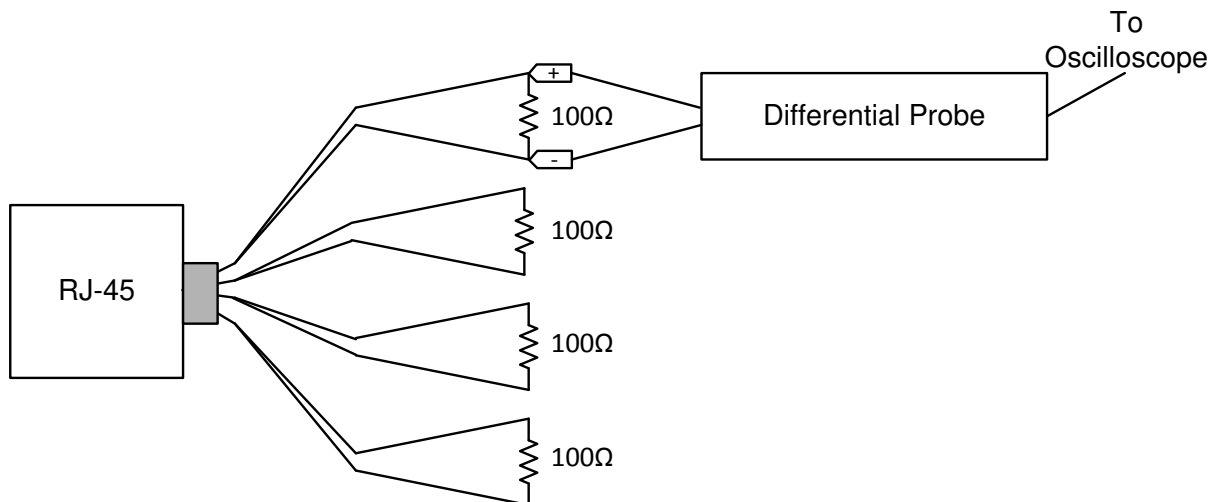 To
Oscilloscope
+
100Ω
-
Differential Probe
100Ω
RJ-45
100Ω
100Ω